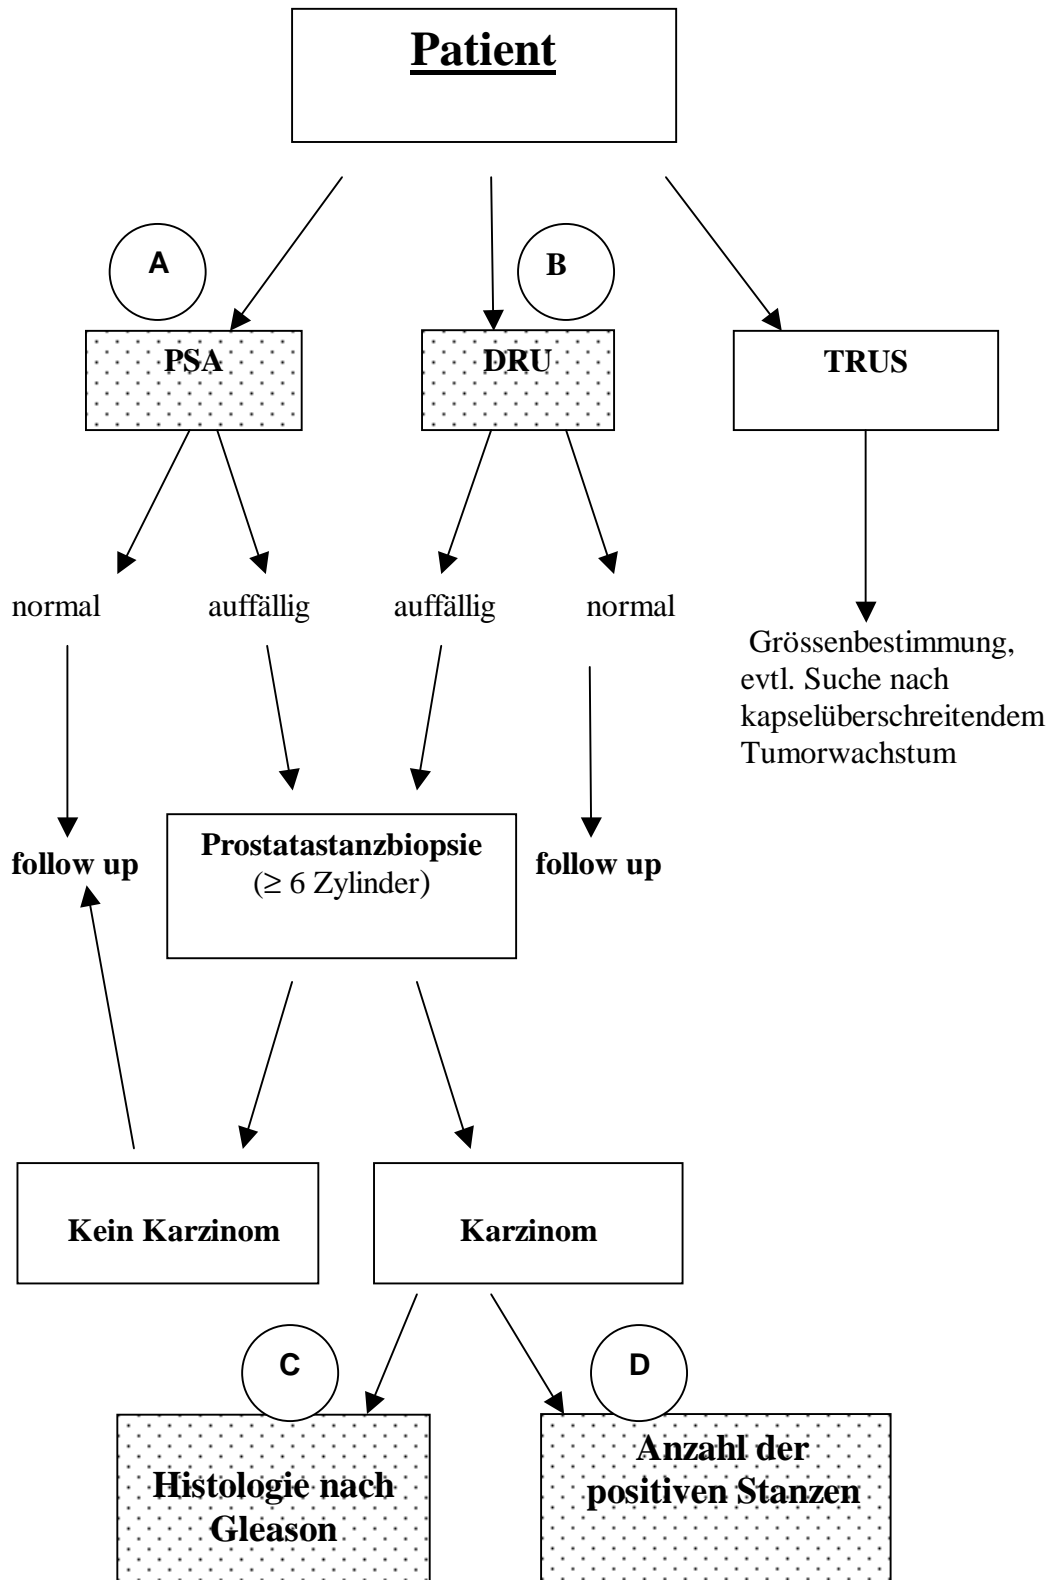 Patient
A
B
PSA
DRU
TRUS
normal
auffällig
auffällig
normal
Grössenbestimmung,
evtl. Suche nach
kapselüberschreitendem
Tumorwachstum
Prostatastanzbiopsie
(≥ 6 Zylinder)
follow up
follow up
Kein Karzinom
Karzinom
C
D
Histologie nach
Gleason
Anzahl der
positiven Stanzen